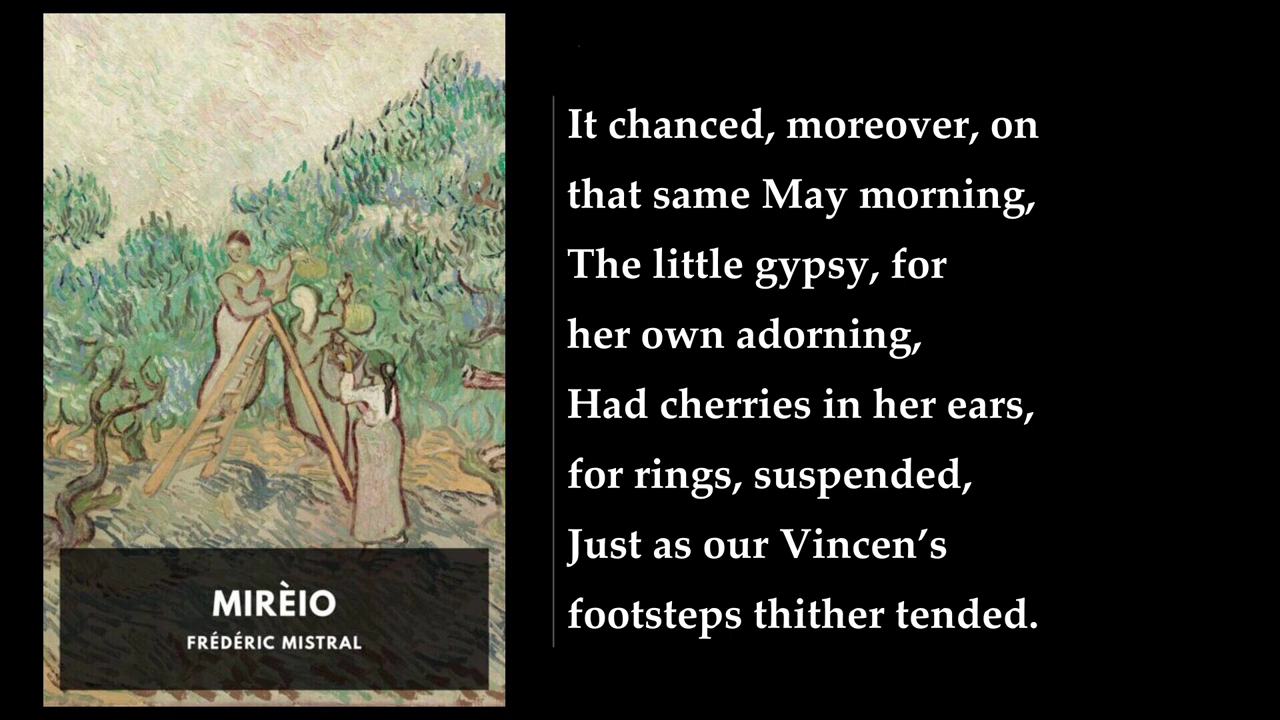 MIRÈIO
FRÉDÉRIC MISTRAL
It chanced, moreover, on
that same May morning,
The little gypsy, for
her own adorning,
Had cherries in her ears,
for rings, suspended,
Just as our Vincen’s
footsteps thither tended.